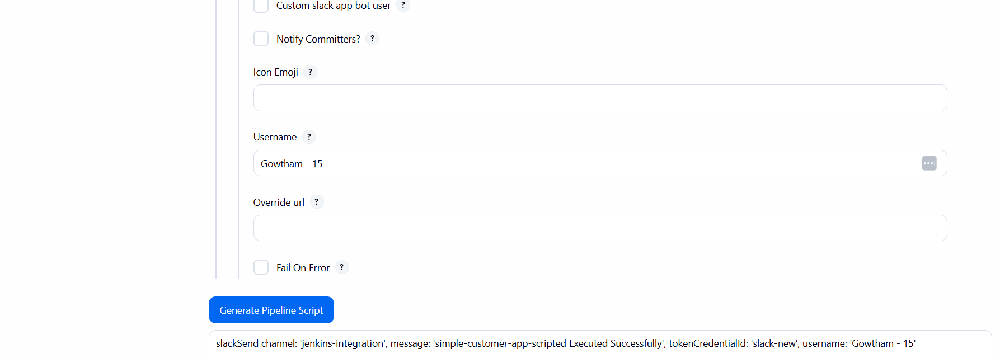 Custom slack app bot user ?
Notify Committers? ?
Icon Emoji ?
Username ?
Gowtham - 15
Override url ?
Fail On Error ?
Generate Pipeline Script
slackSend channel: 'jenkins-integration', message: 'simple-customer-app-scripted Executed Successfully', tokenCredentialId: 'slack-new', username: 'Gowtham - 15'